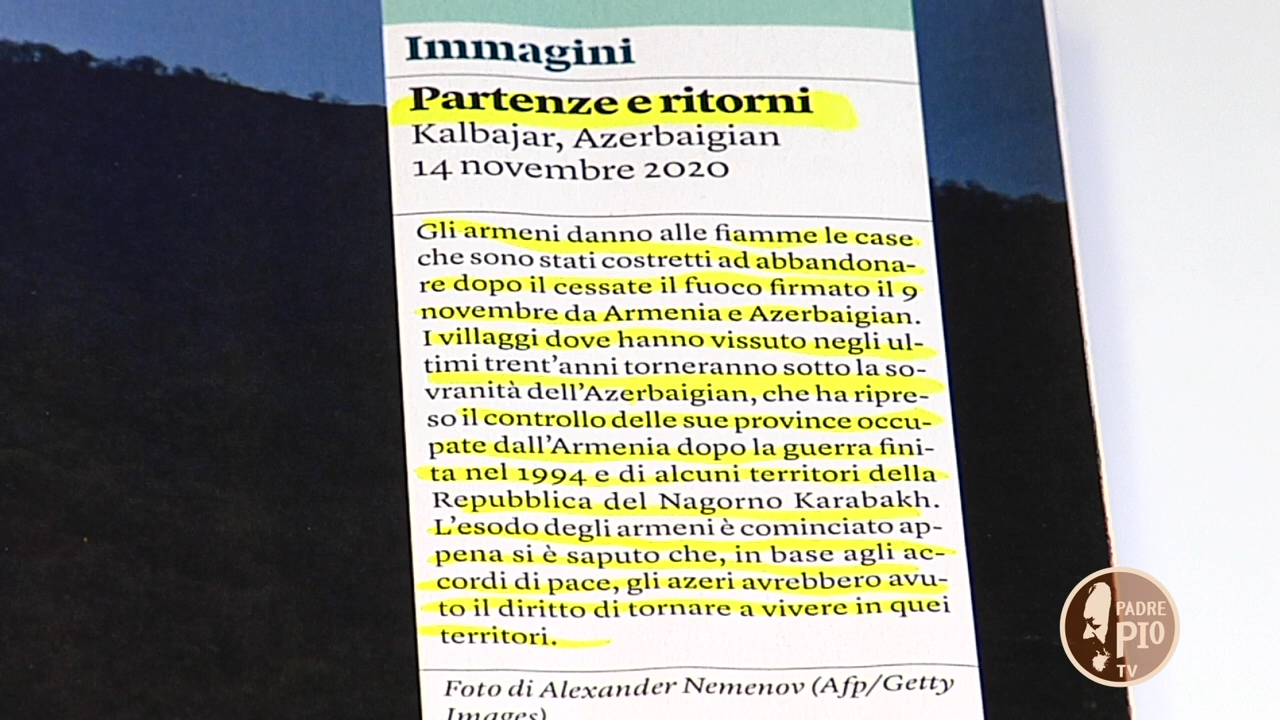 Immagini
Partenze e ritorni
Kalbajar, Azerbaigian
14 novembre 2020
Gli armeni danno alle fiamme le case
che sono stati costretti ad abbandona-
re dopo il cessate il fuoco firmato il 9
novembre da Armenia e Azerbaigian.
I villaggi dove hanno vissuto negli ul-
timi trent'anni torneranno sotto la so-
vranità dell'Azerbaigian, che ha ripre-
so il controllo delle sue province occu-
pate dall'Armenia dopo la guerra fini-
ta nel 1994 e di alcuni territori della
Repubblica del Nagorno Karabakh.
L'esodo degli armeni è cominciato ap-
pena si è saputo che, in base agli ac-
cordi di pace, gli azeri avrebbero avu-
to il diritto di tornare a vivere in quei
territori.
Foto di Alexander Nemenov (Afp/Getty
Images)
PADRE
PIO
TV